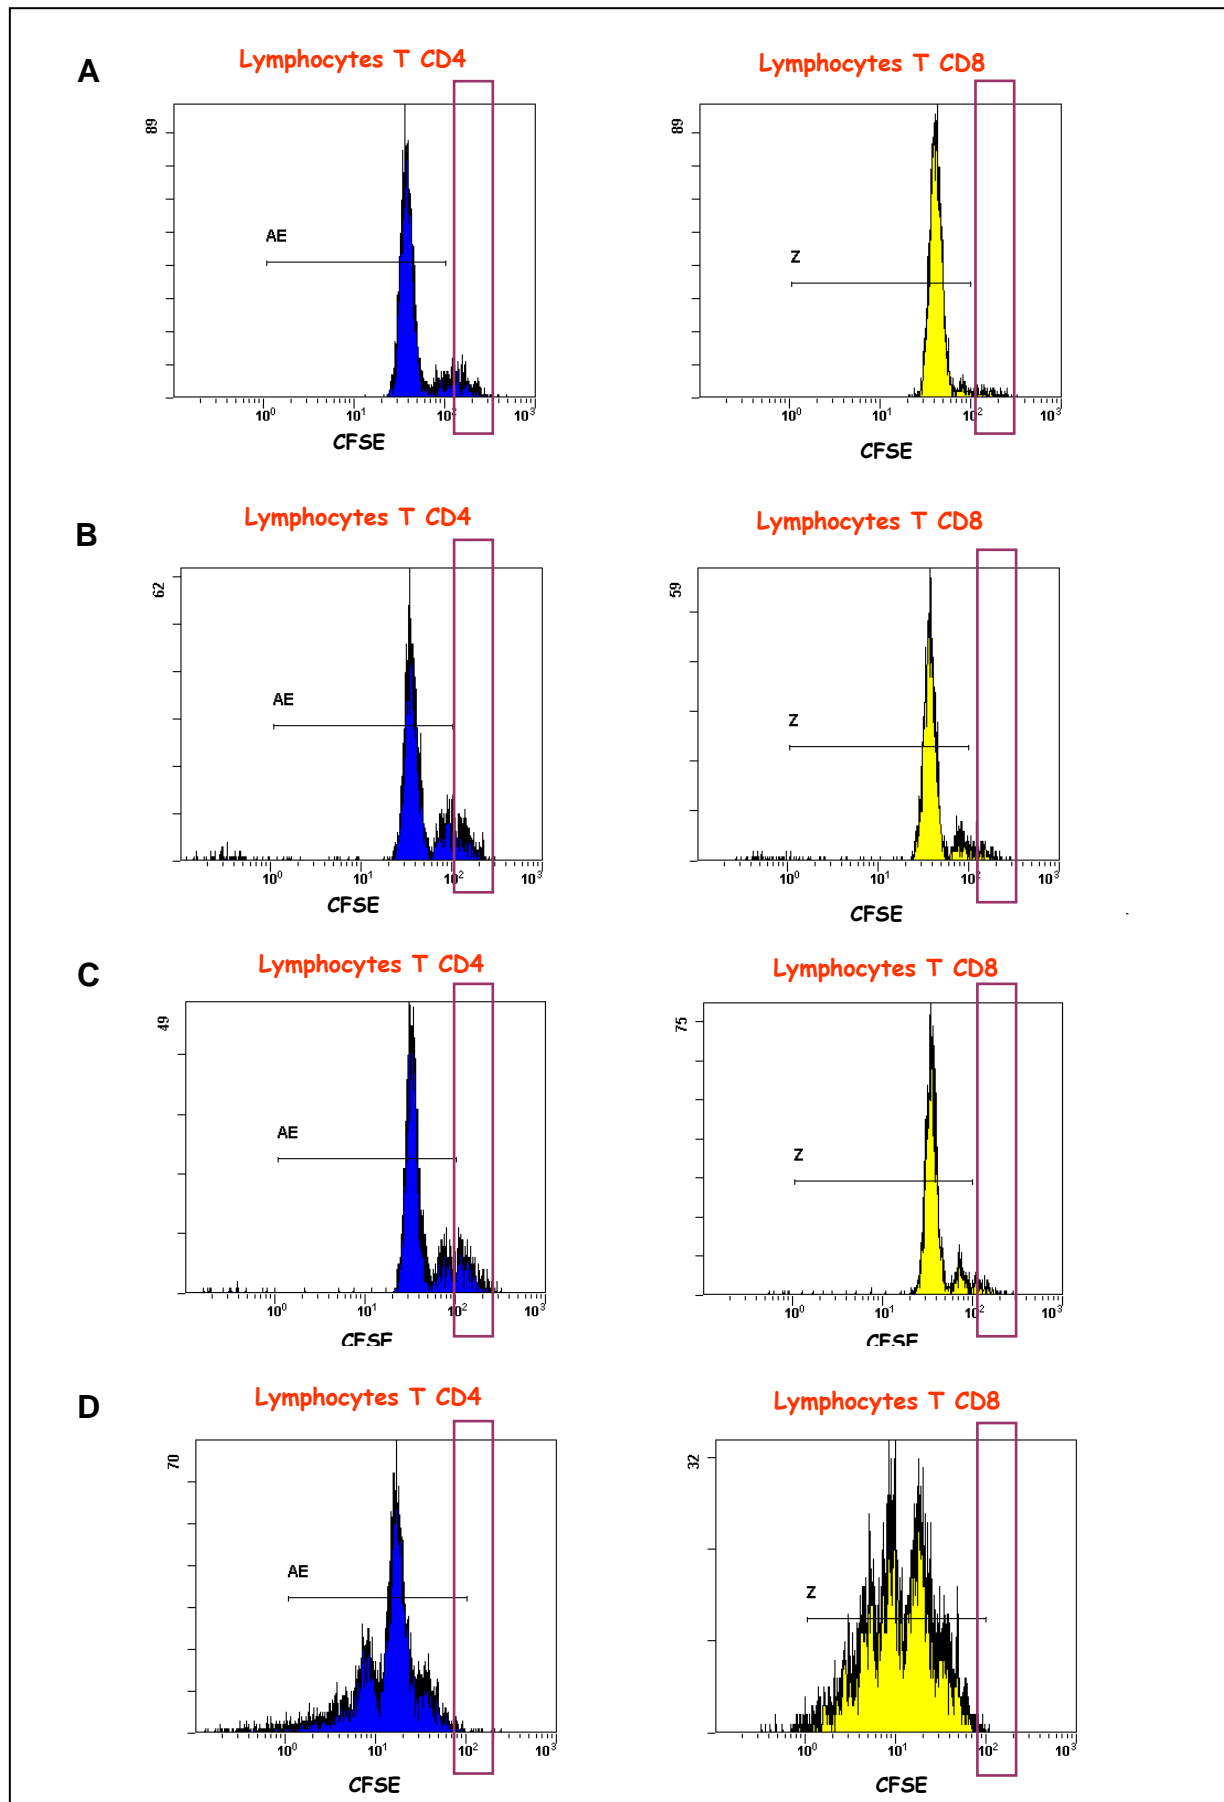 A
Lymphocytes T CD4
Lymphocytes T CD8
89
89
AE
Z
10⁰ 10¹ 10² 10³
10⁰ 10¹ 10² 10³
CFSE
CFSE
B
Lymphocytes T CD4
Lymphocytes T CD8
62
59
AE
Z
10⁰ 10¹ 10² 10³
10⁰ 10¹ 10² 10³
CFSE
CFSE
C
Lymphocytes T CD4
Lymphocytes T CD8
49
75
AE
Z
10⁰ 10¹ 10² 10³
10⁰ 10¹ 10² 10³
CFSE
CFSE
D
Lymphocytes T CD4
Lymphocytes T CD8
70
32
AE
Z
10⁰ 10¹ 10² 10³
10⁰ 10¹ 10² 10³
CFSE
CFSE